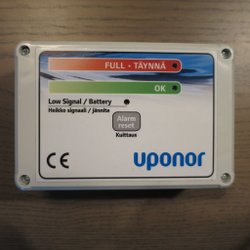 FULL • TÄYNNÄ
OK
Low Signal / Battery
Heikko signaali / jännite
Alarm
reset
Kuittaus
CE
uponor